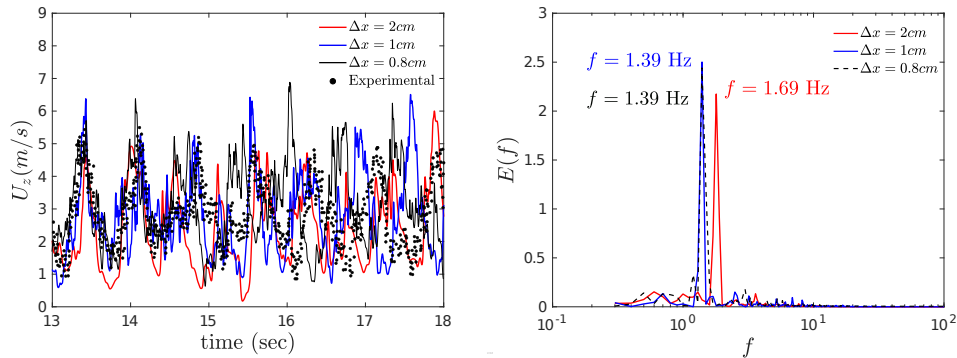 U_z(m/s)
9
8
7
6
5
4
3
2
1
0
13
14
15
16
17
18
time (sec)
Δx = 2cm
Δx = 1cm
Δx = 0.8cm
Experimental
E(f)
3
2.5
2
1.5
1
0.5
0
10^-1
10^0
10^1
10^2
f
f = 1.39 Hz
f = 1.39 Hz
f = 1.69 Hz
Δx = 2cm
Δx = 1cm
Δx = 0.8cm